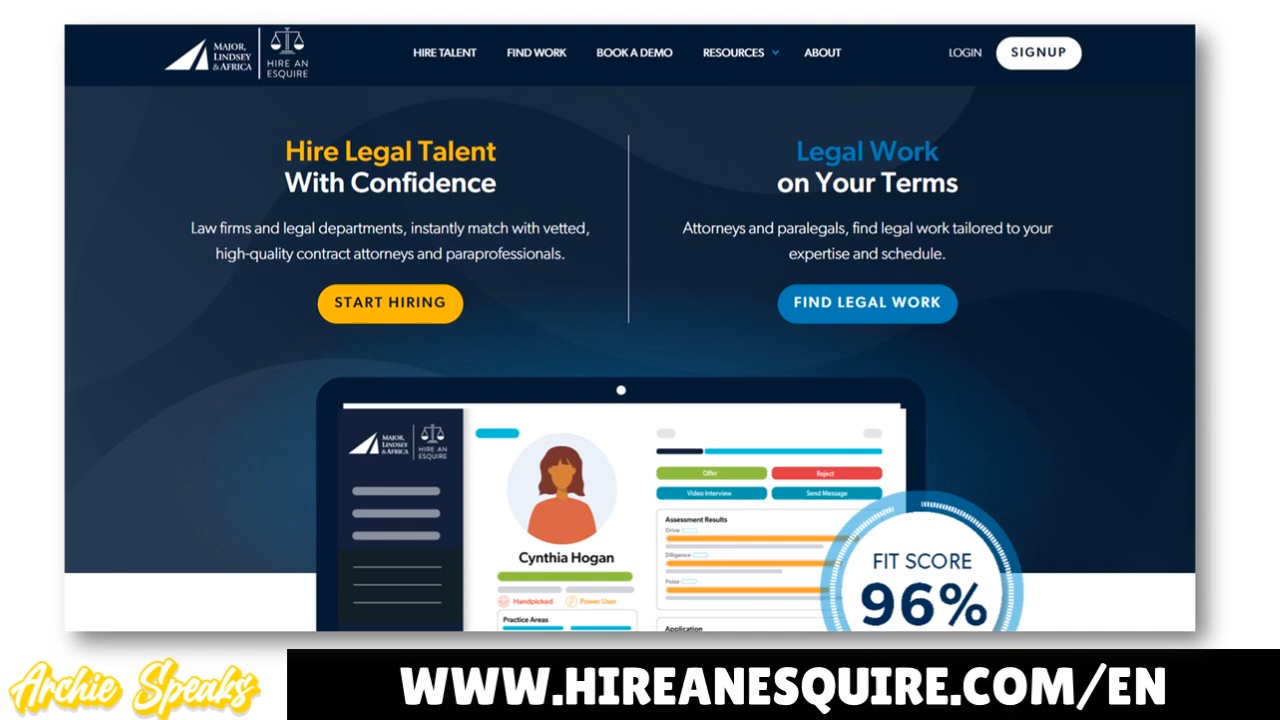 MAJOR,
LINDSEY
& AFRICA
HIRE AN
ESQUIRE
HIRE TALENT
FIND WORK
BOOK A DEMO
RESOURCES
ABOUT
LOGIN
SIGNUP
Hire Legal Talent
With Confidence
Law firms and legal departments, instantly match with vetted,
high-quality contract attorneys and paraprofessionals.
START HIRING
Legal Work
on Your Terms
Attorneys and paralegals, find legal work tailored to your
expertise and schedule.
FIND LEGAL WORK
MAJOR,
LINDSEY
& AFRICA
HIRE AN
ESQUIRE
Cynthia Hogan
Handpicked
Power User
Practice Areas
Offer
Reject
Video Interview
Send Message
Assessment Results
Drive
Dilligence
Poise
Application
FIT SCORE
96%
Archie Speaks
WWW.HIREANESQUIRE.COM/EN